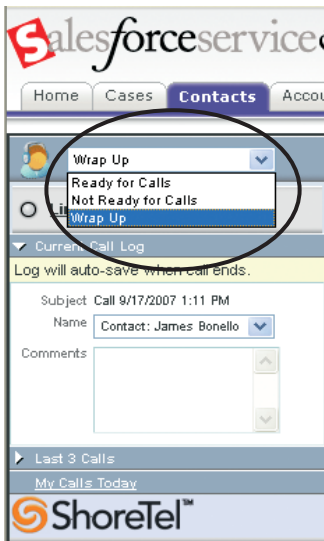 Salesforceservice
Home Cases Contacts
Wrap Up
Ready for Calls
Not Ready for Calls
Wrap Up
Current Call Log
Log will auto-save when call ends.
Subject Call 9/17/2007 1:11 PM
Name Contact: James Bonello
Comments
Last 3 Calls
My Calls Today
ShoreTel™